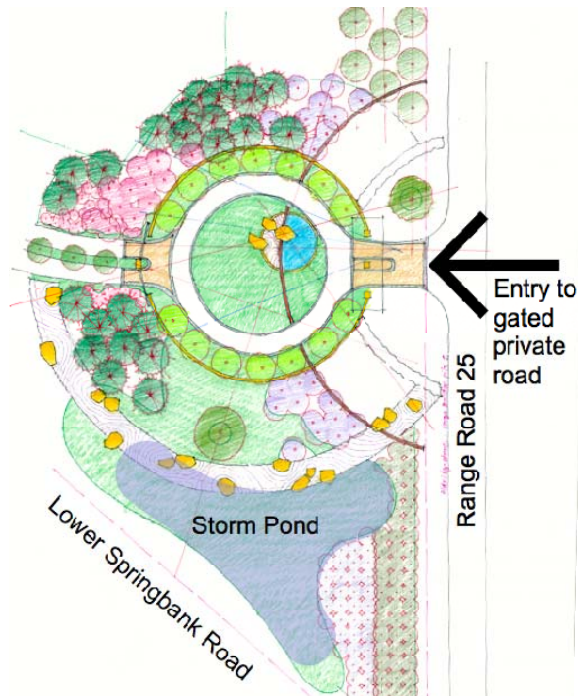 Entry to
gated
private
road
Range Road 25
Storm Pond
Lower Springbank Road